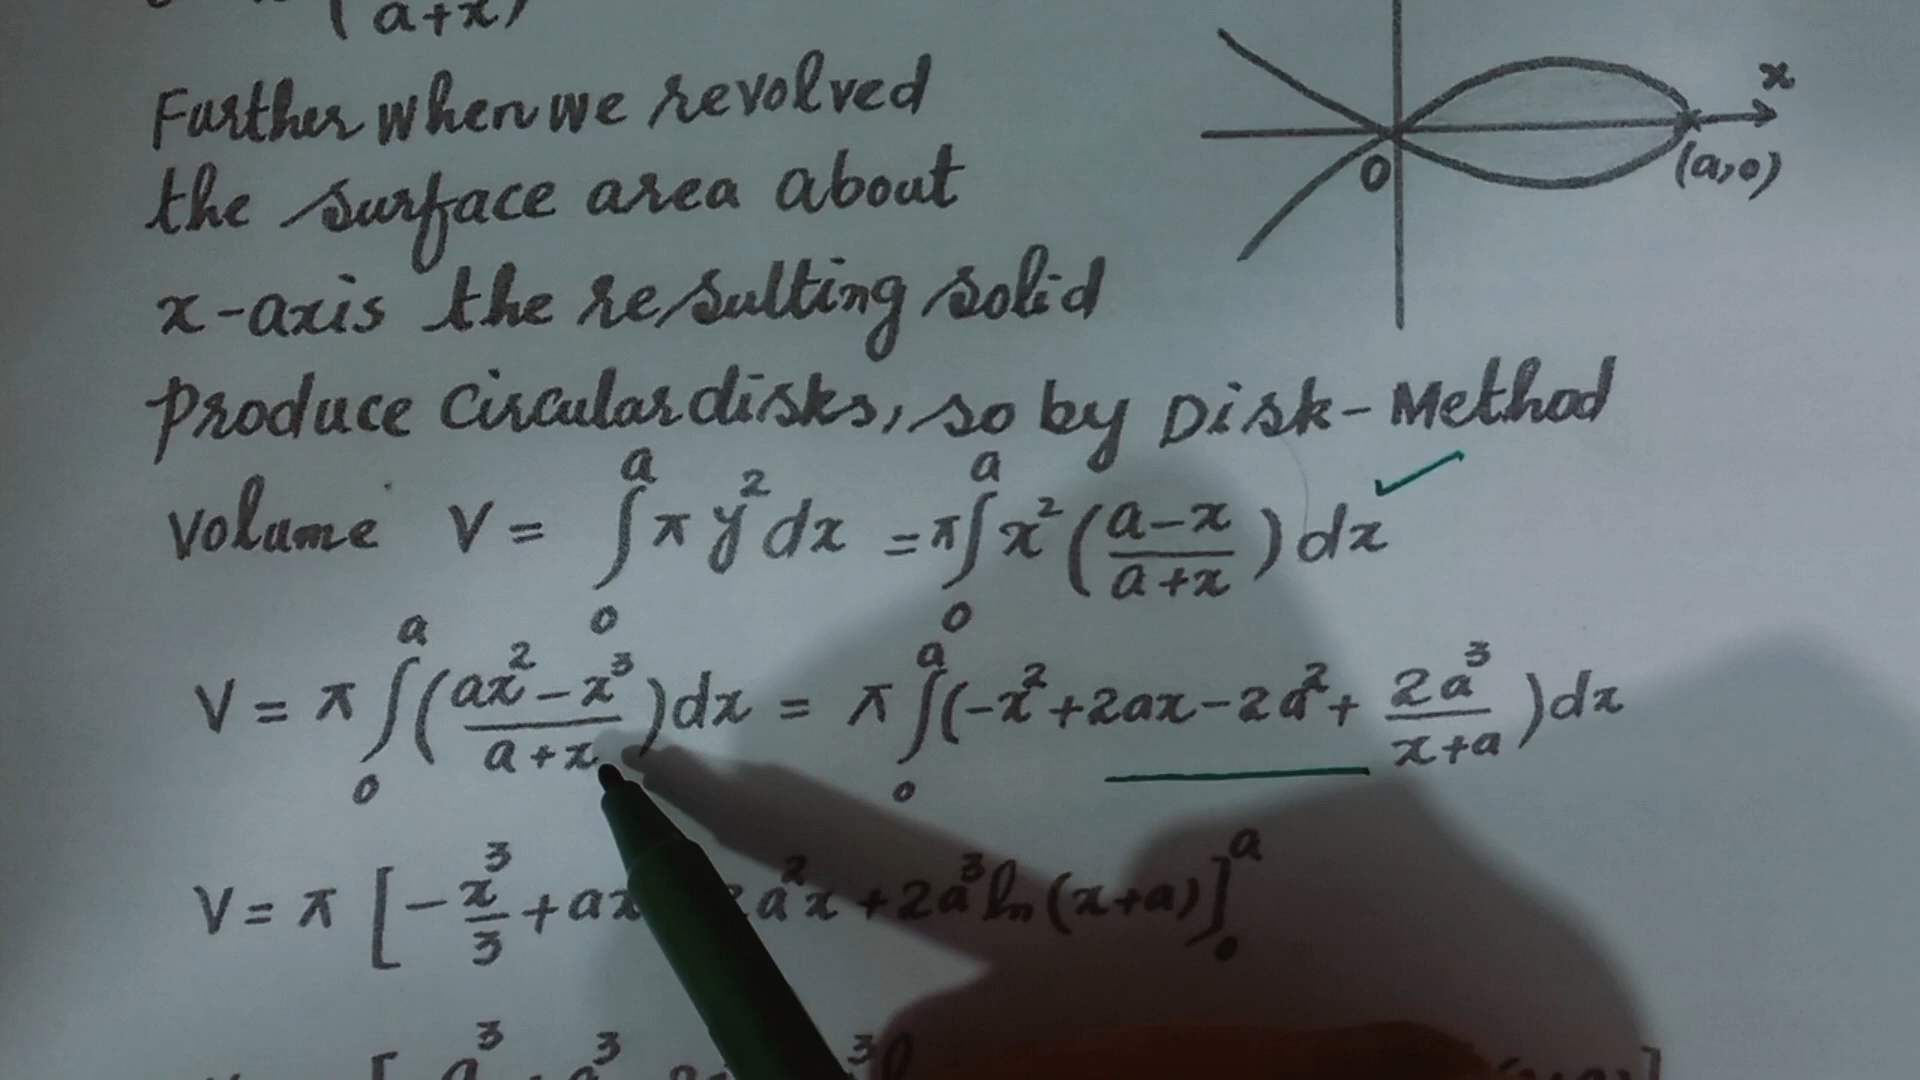 (a+x)
Further when we revolved
the surface area about
x-axis the resulting solid
produce Circular disks, so by Disk-Method
x
O
(a,0)
Volume V = ∫₀ᵃ π y² dx = π∫₀ᵃ x² ((a-x)/(a+x)) dx
V = π ∫₀ᵃ ((ax²-x³)/(a+x)) dx = π ∫₀ᵃ (-x²+2ax-2a²+ 2a³/(x+a)) dx
V = π [-x³/3 + ax 2a²x + 2a³ ln (x+a)]₀ᵃ